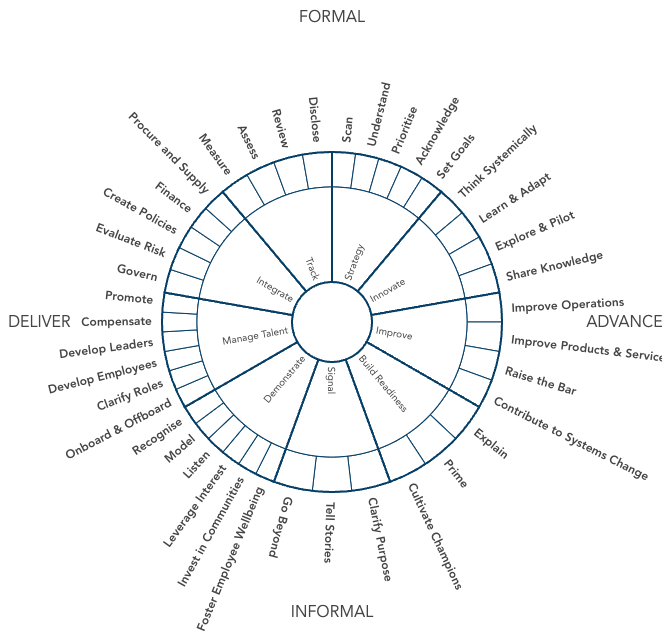 FORMAL
Scan
Understand
Prioritise
Acknowledge
Set Goals
Think Systemically
Learn & Adapt
Explore & Pilot
Share Knowledge
Improve Operations
ADVANCE
Improve Products & Service
Raise the Bar
Contribute to Systems Change
Explain
Prime
Cultivate Champions
Clarify Purpose
Tell Stories
Go Beyond
Foster Employee Wellbeing
Invest in Communities
Leverage Interest
Listen
Model
Recognise
Onboard & Offboard
Clarify Roles
Develop Employees
Develop Leaders
Compensate
DELIVER
Promote
Govern
Evaluate Risk
Create Policies
Finance
Procure and Supply
Measure
Assess
Review
Disclose
Strategy
Innovate
Improve
Build Readiness
Signal
Demonstrate
Manage Talent
Integrate
Track
INFORMAL